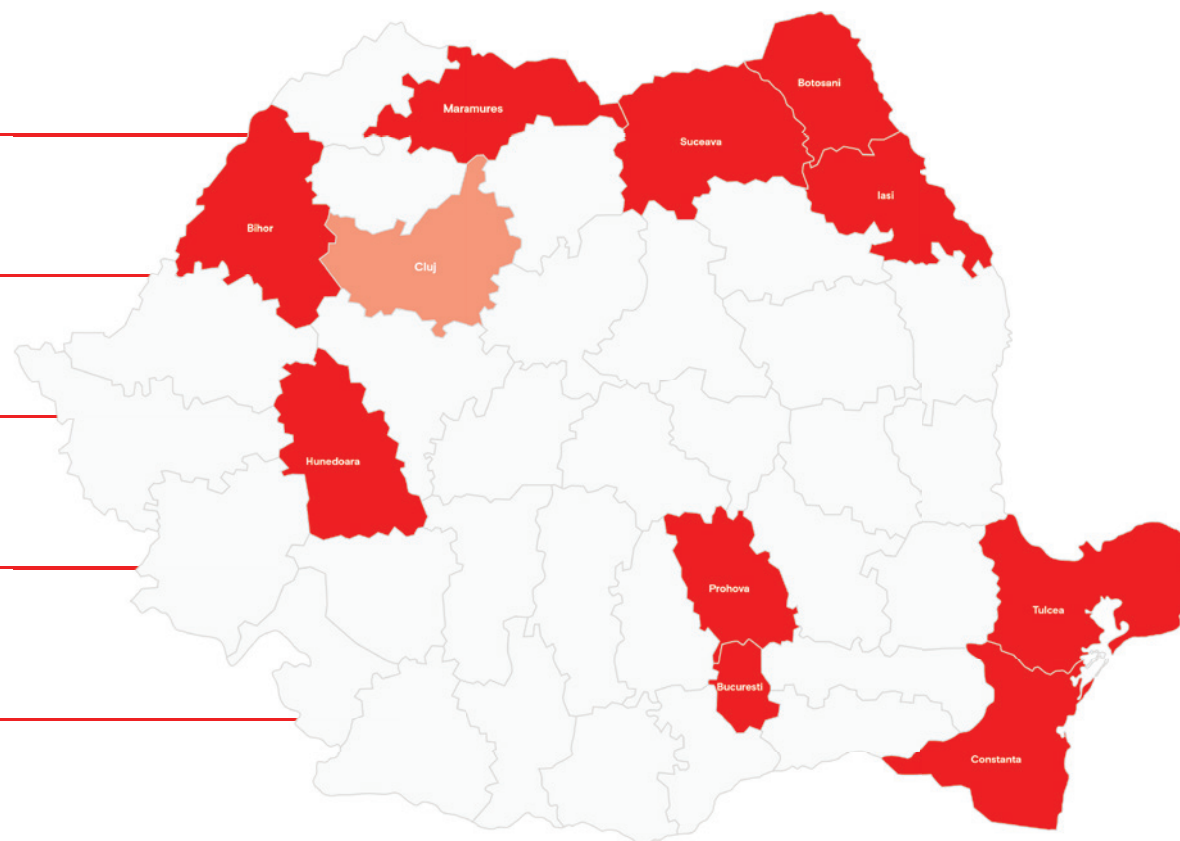 Botosani
Maramures
Suceava
Iasi
Bihor
Cluj
Hunedoara
Prohova
Tulcea
Bucuresti
Constanta